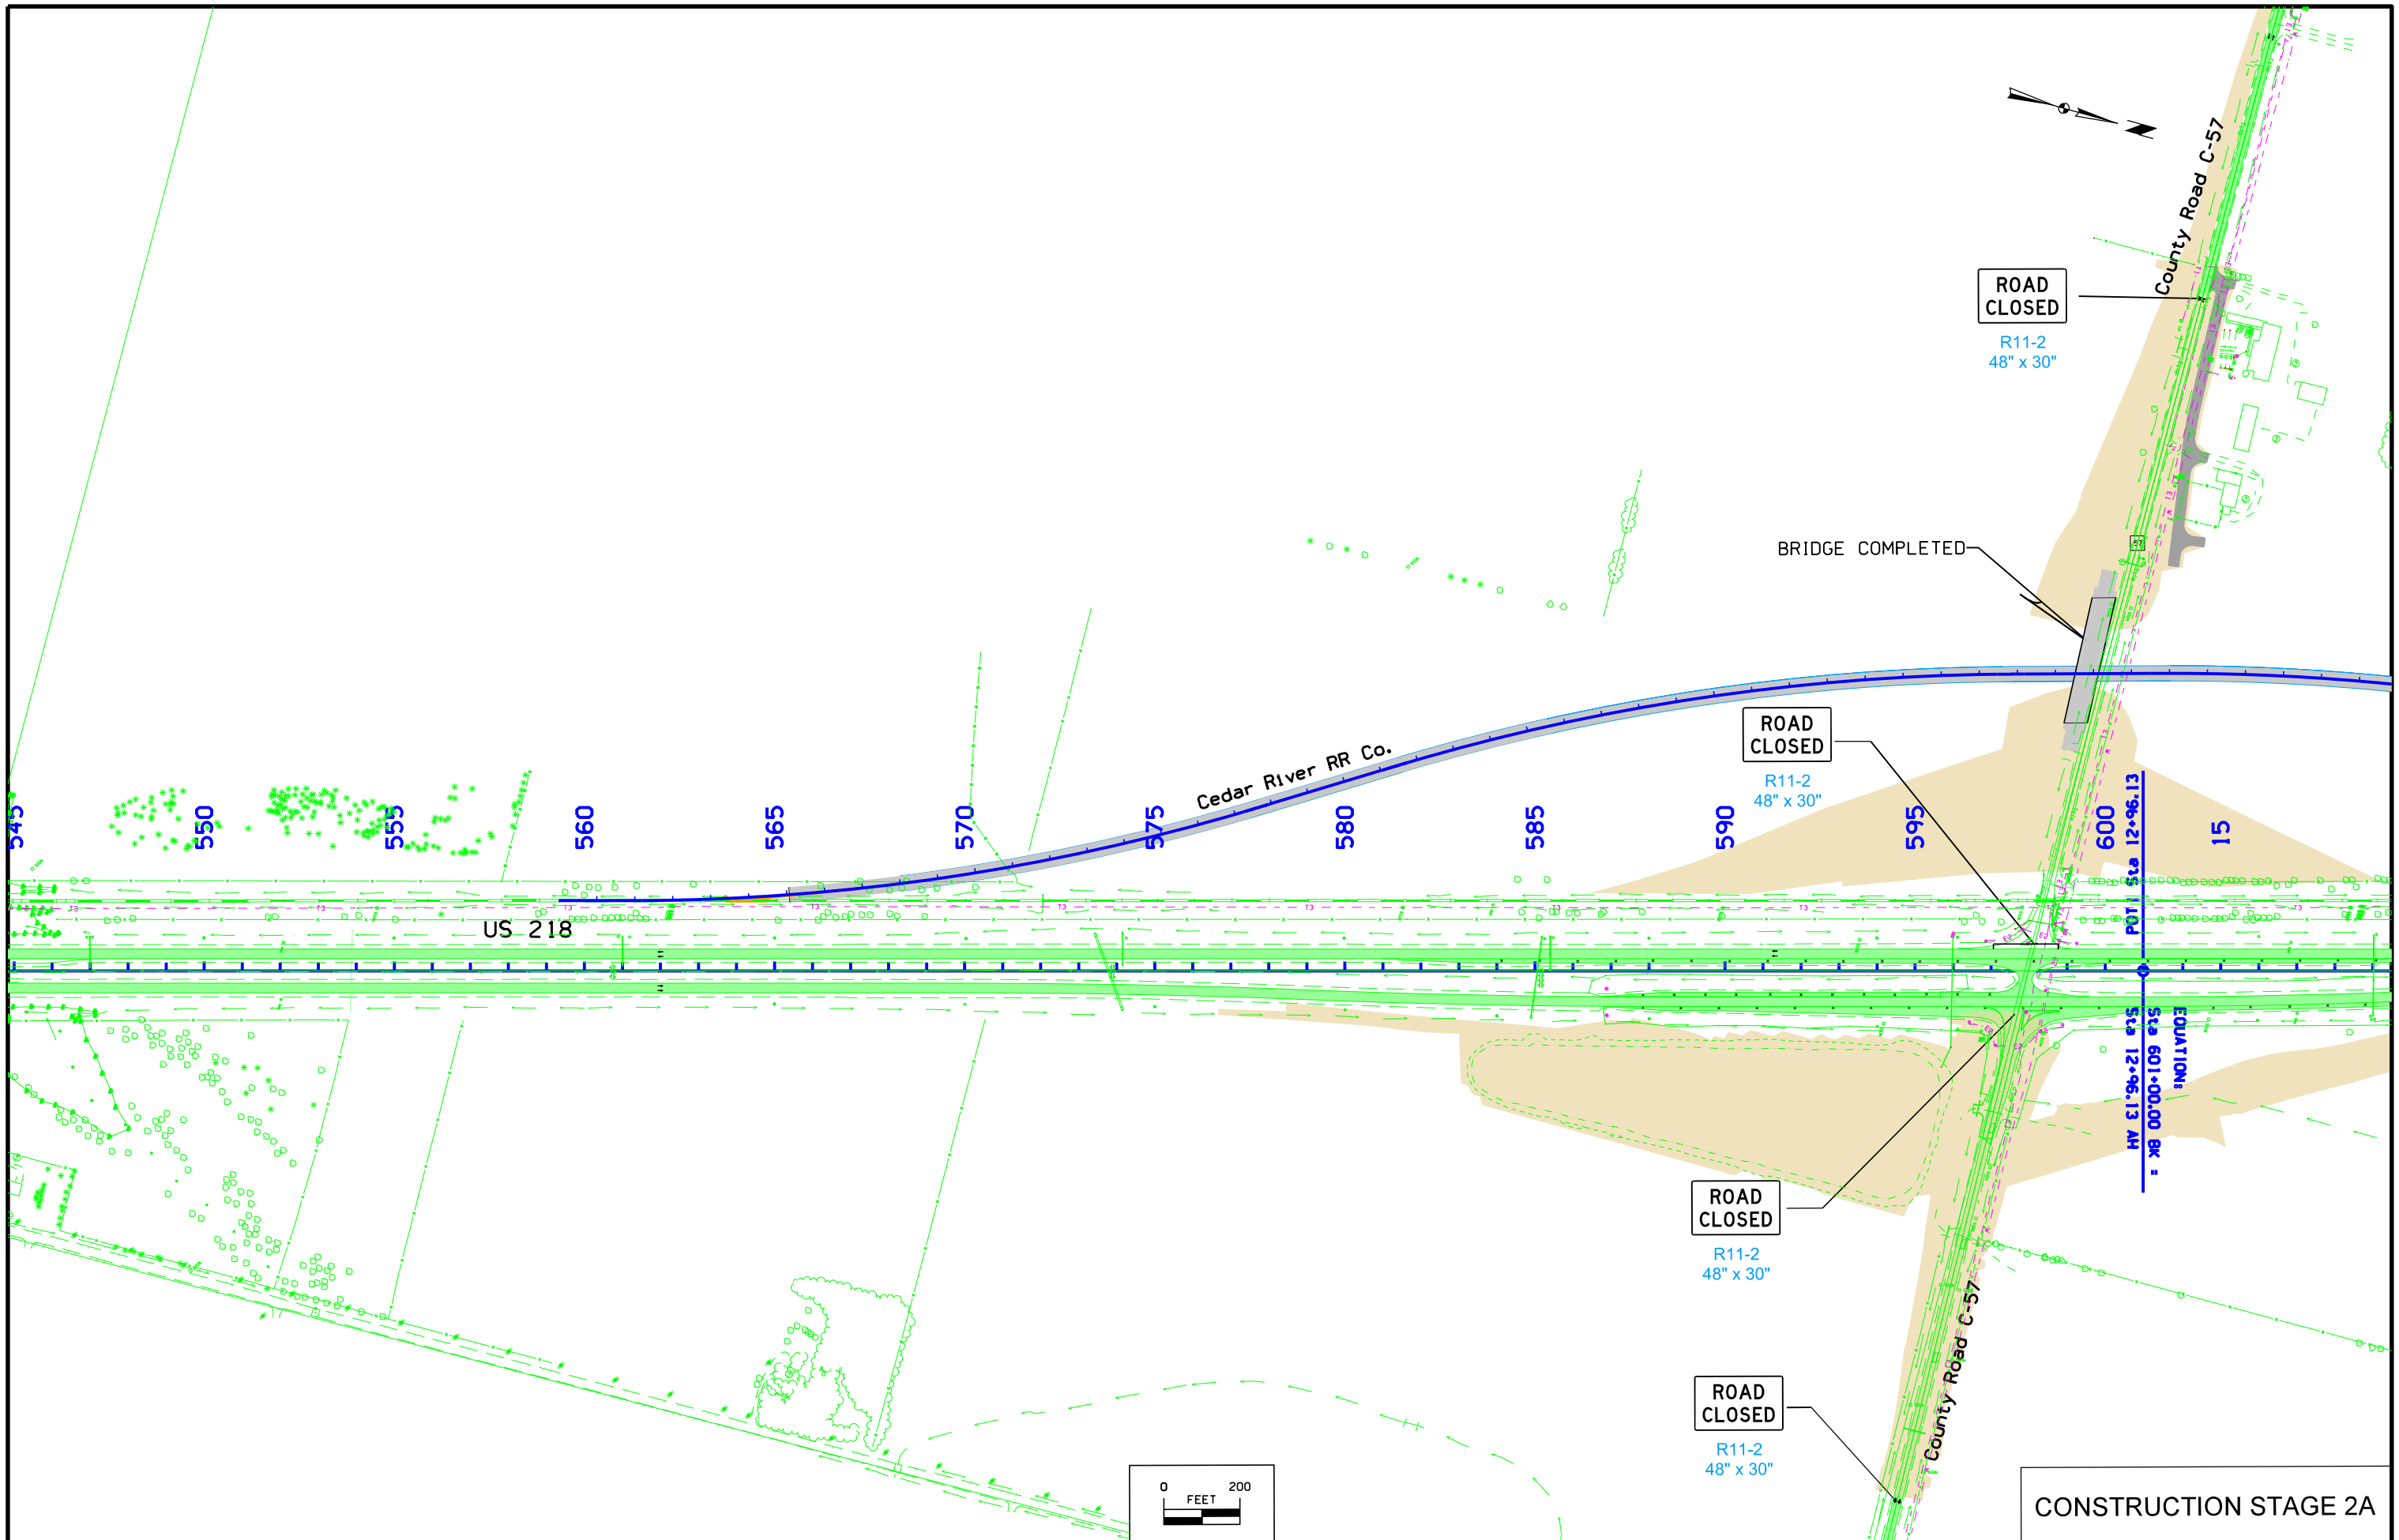 County Road C-57
ROAD
CLOSED
R11-2
48" x 30"
BRIDGE COMPLETED
57
ROAD
CLOSED
R11-2
48" x 30"
Cedar River RR Co.
545
550
555
560
565
570
575
580
585
590
595
600
15
US 218
POT Sta 12+96.13
EQUATION:
Sta 601+00.00 BK =
Sta 12+96.13 AH
ROAD
CLOSED
R11-2
48" x 30"
County Road C-57
ROAD
CLOSED
R11-2
48" x 30"
0 200
FEET
CONSTRUCTION STAGE 2A